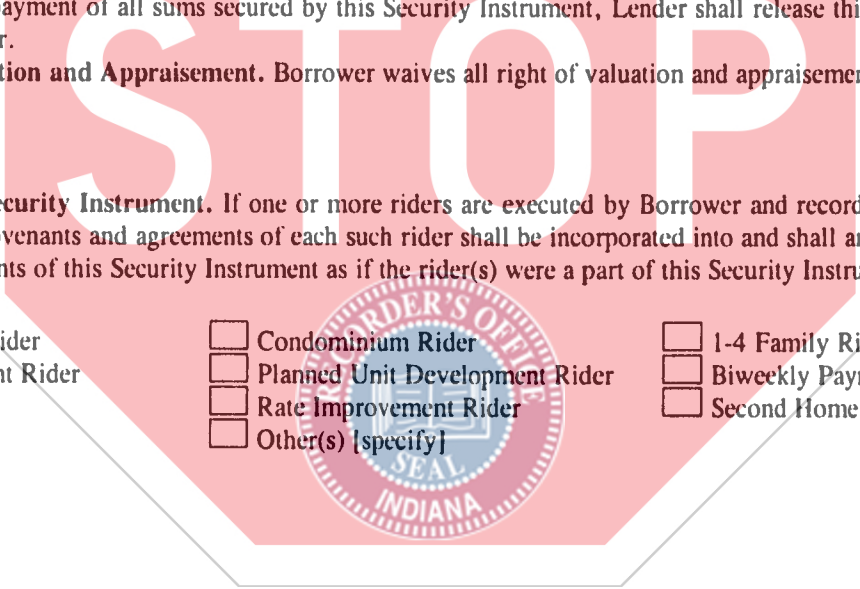 STOP
ayment of all sums secured by this Security Instrument, Lender shall release thi
r.
tion and Appraisement. Borrower waives all right of valuation and appraisemen
ecurity Instrument. If one or more riders are executed by Borrower and record
venants and agreements of each such rider shall be incorporated into and shall a
nts of this Security Instrument as if the rider(s) were a part of this Security Instru
ider Condominium Rider 1-4 Family Ri
nt Rider Planned Unit Development Rider Biweekly Payn
Rate Improvement Rider Second Home
Other(s) [specify]
RECORDER'S OFFICE
SEAL
INDIANA